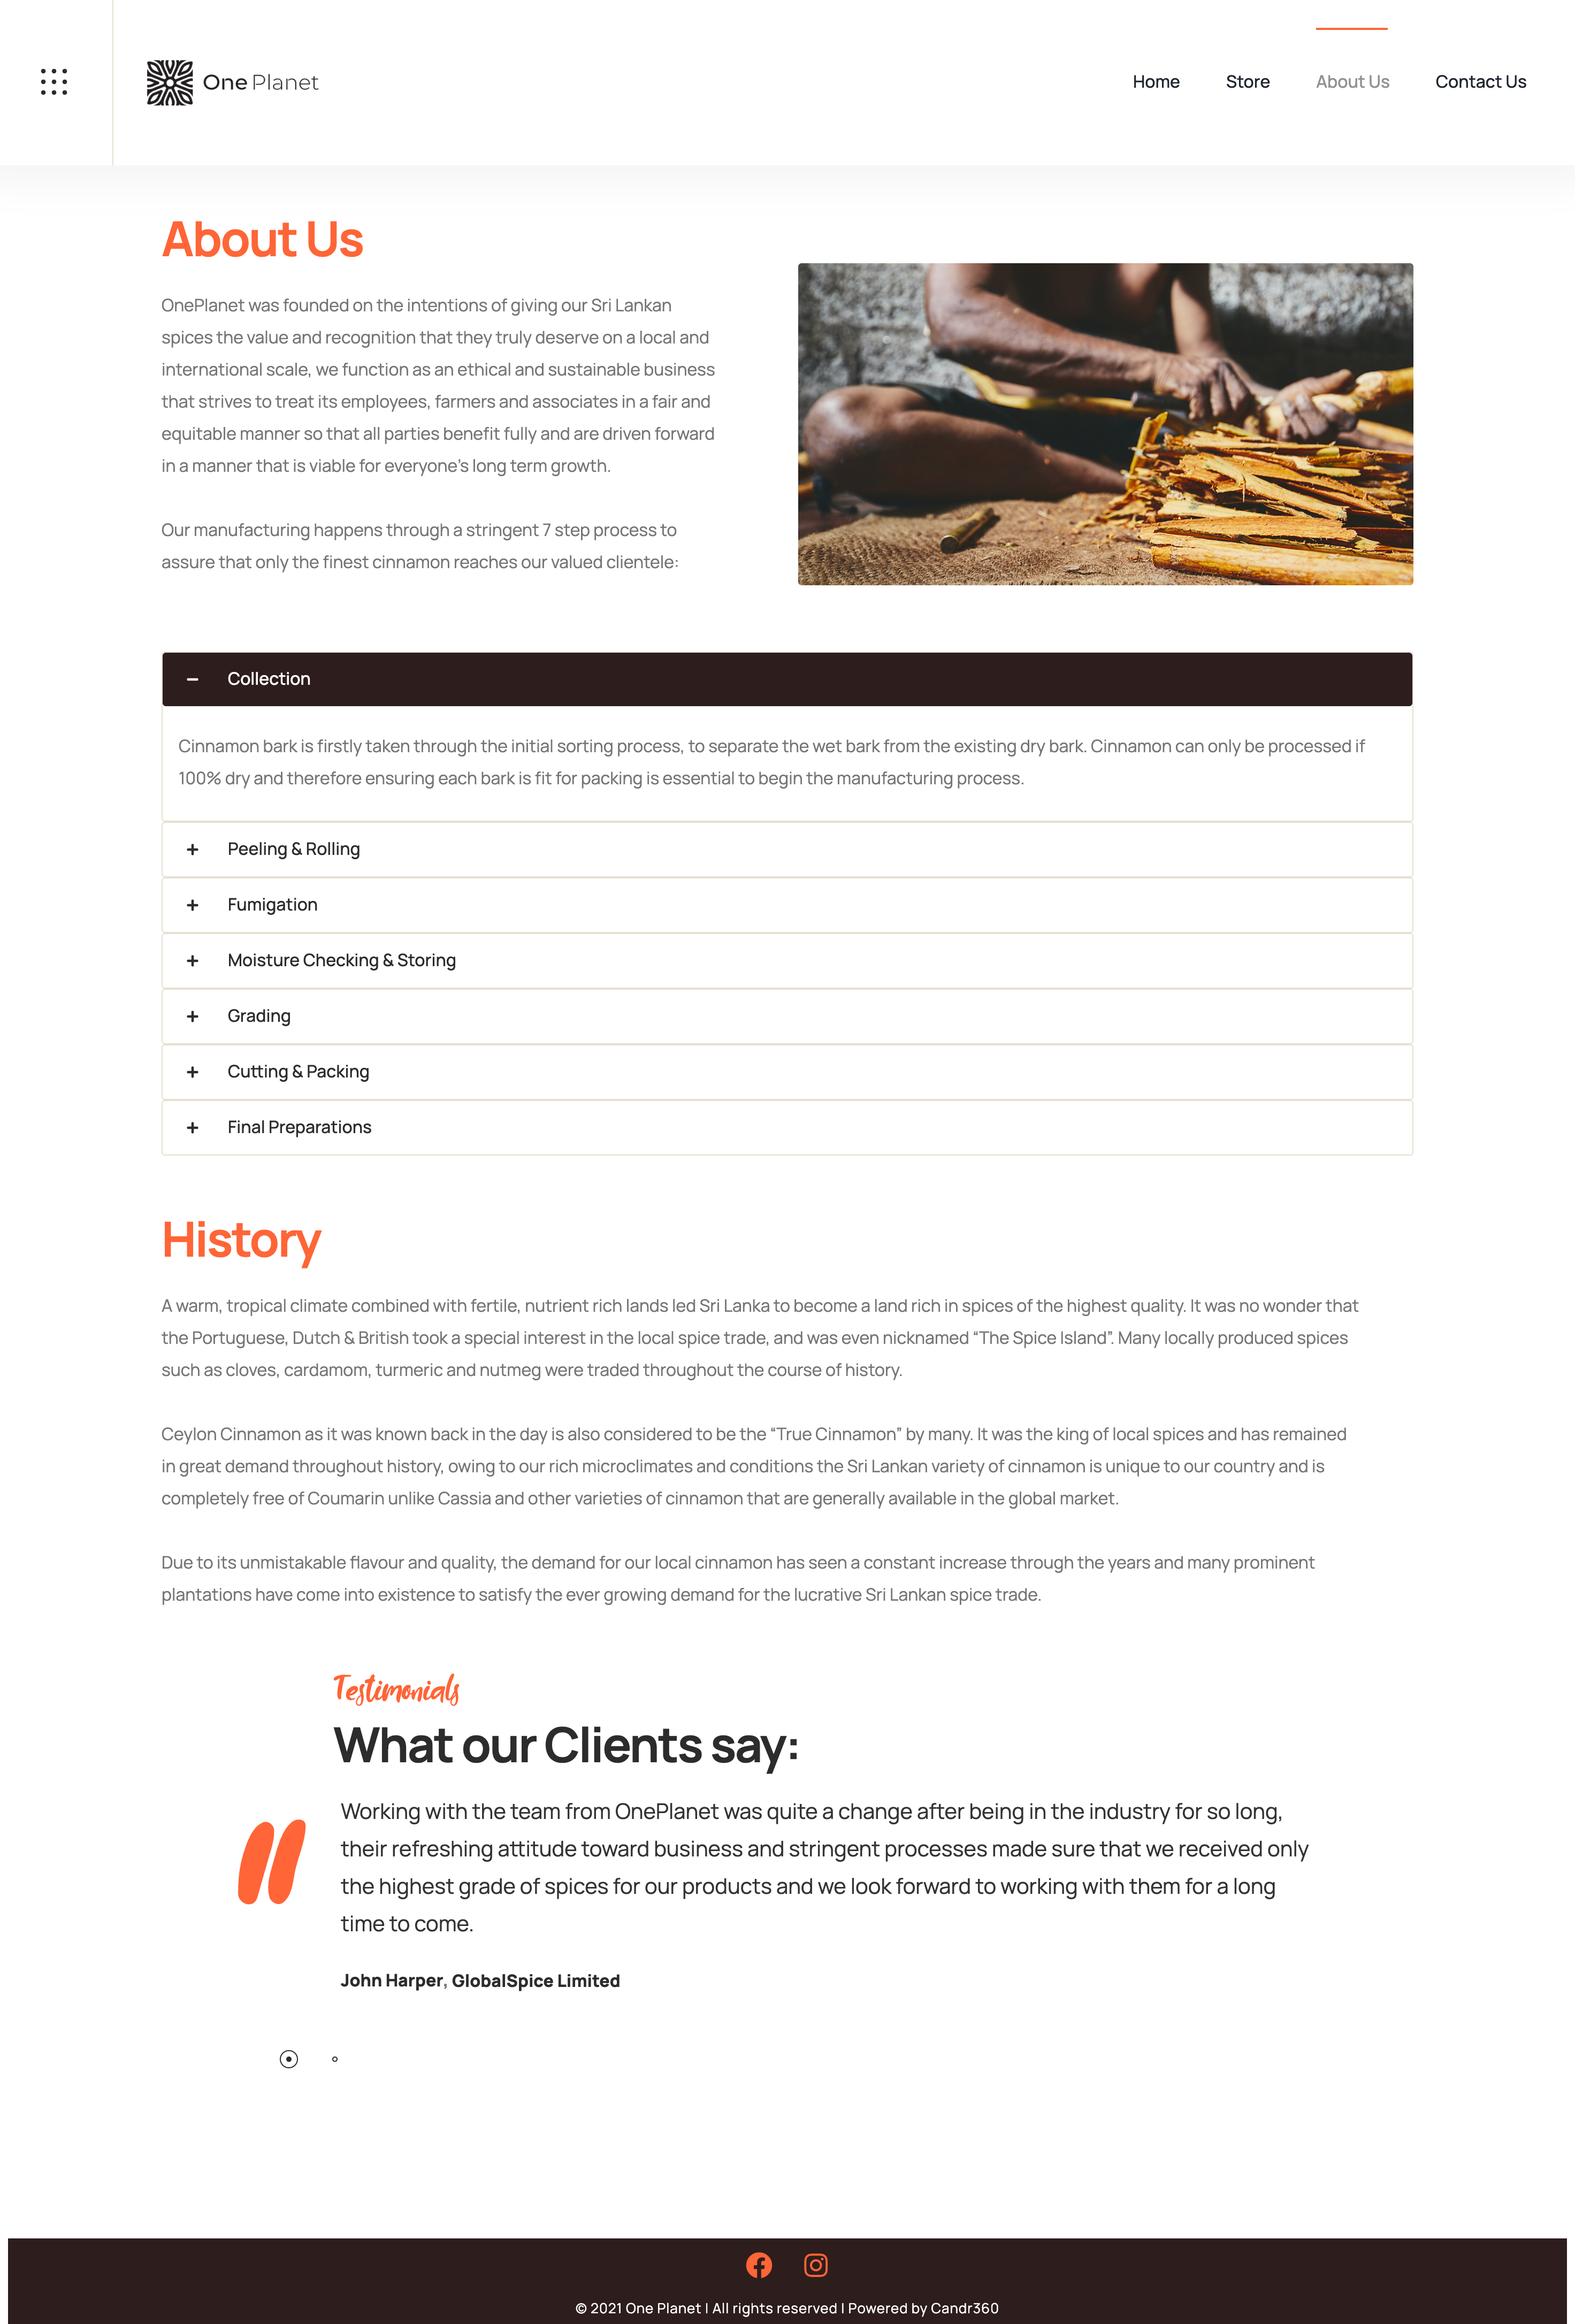 One Planet
Home
Store
About Us
Contact Us
About Us
OnePlanet was founded on the intentions of giving our Sri Lankan
spices the value and recognition that they truly deserve on a local and
international scale, we function as an ethical and sustainable business
that strives to treat its employees, farmers and associates in a fair and
equitable manner so that all parties benefit fully and are driven forward
in a manner that is viable for everyone’s long term growth.
Our manufacturing happens through a stringent 7 step process to
assure that only the finest cinnamon reaches our valued clientele:
Collection
Cinnamon bark is firstly taken through the initial sorting process, to separate the wet bark from the existing dry bark. Cinnamon can only be processed if
100% dry and therefore ensuring each bark is fit for packing is essential to begin the manufacturing process.
Peeling & Rolling
Fumigation
Moisture Checking & Storing
Grading
Cutting & Packing
Final Preparations
History
A warm, tropical climate combined with fertile, nutrient rich lands led Sri Lanka to become a land rich in spices of the highest quality. It was no wonder that
the Portuguese, Dutch & British took a special interest in the local spice trade, and was even nicknamed “The Spice Island”. Many locally produced spices
such as cloves, cardamom, turmeric and nutmeg were traded throughout the course of history.
Ceylon Cinnamon as it was known back in the day is also considered to be the “True Cinnamon” by many. It was the king of local spices and has remained
in great demand throughout history, owing to our rich microclimates and conditions the Sri Lankan variety of cinnamon is unique to our country and is
completely free of Coumarin unlike Cassia and other varieties of cinnamon that are generally available in the global market.
Due to its unmistakable flavour and quality, the demand for our local cinnamon has seen a constant increase through the years and many prominent
plantations have come into existence to satisfy the ever growing demand for the lucrative Sri Lankan spice trade.
Testimonials
What our Clients say:
Working with the team from OnePlanet was quite a change after being in the industry for so long,
their refreshing attitude toward business and stringent processes made sure that we received only
the highest grade of spices for our products and we look forward to working with them for a long
time to come.
John Harper, GlobalSpice Limited
© 2021 One Planet | All rights reserved | Powered by Candr360